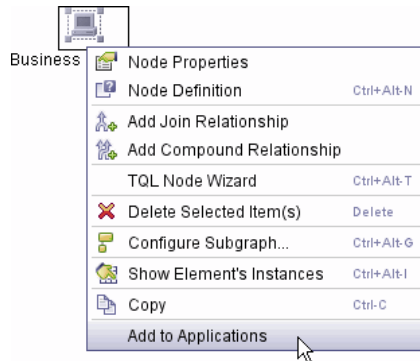 Business
Node Properties
Node Definition Ctrl+Alt-N
Add Join Relationship
Add Compound Relationship
TQL Node Wizard Ctrl+Alt-T
Delete Selected Item(s) Delete
Configure Subgraph... Ctrl+Alt-G
Show Element's Instances Ctrl+Alt-I
Copy Ctrl-C
Add to Applications